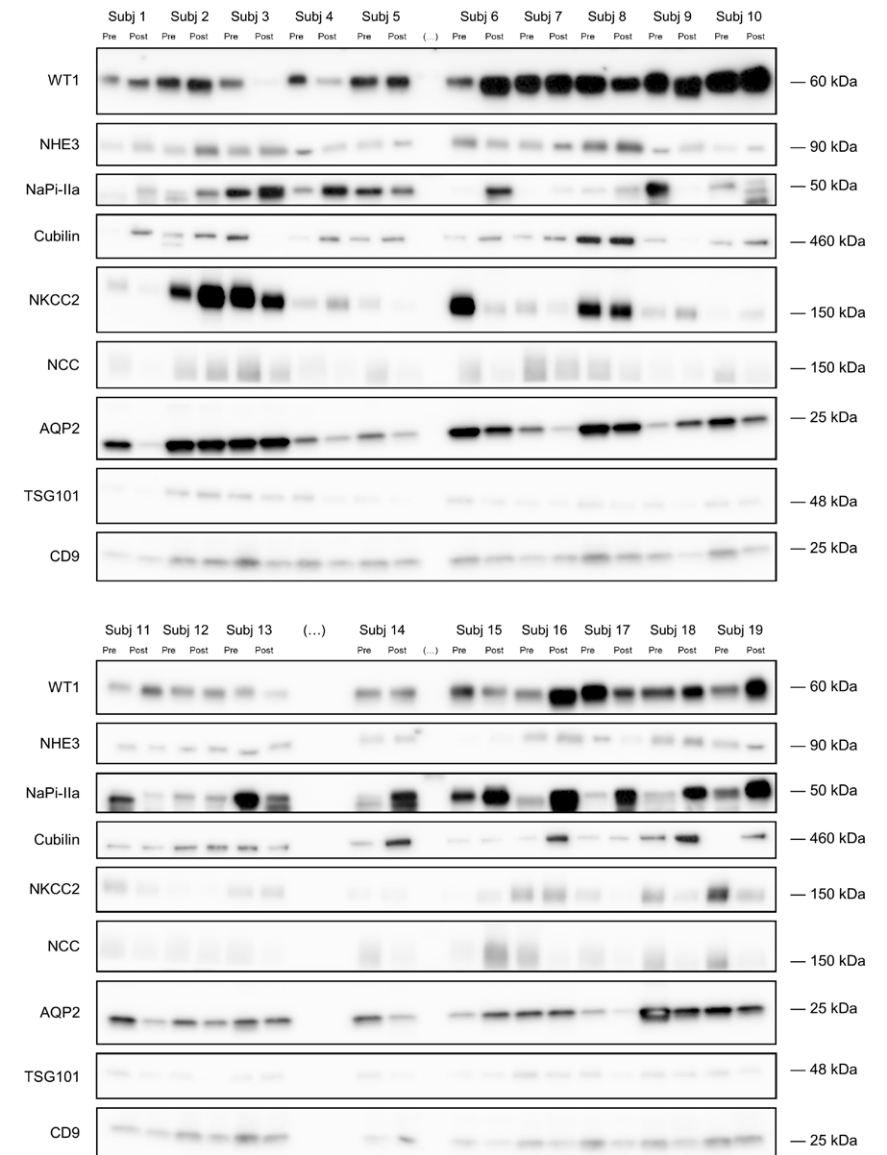 Subj 1 Subj 2 Subj 3 Subj 4 Subj 5 Subj 6 Subj 7 Subj 8 Subj 9 Subj 10
Pre Post Pre Post Pre Post Pre Post Pre Post (...) Pre Post Pre Post Pre Post Pre Post Pre Post
WT1 — 60 kDa
NHE3 — 90 kDa
NaPi-IIa — 50 kDa
Cubilin — 460 kDa
NKCC2 — 150 kDa
NCC — 150 kDa
AQP2 — 25 kDa
TSG101 — 48 kDa
CD9 — 25 kDa
Subj 11 Subj 12 Subj 13 (...) Subj 14 Subj 15 Subj 16 Subj 17 Subj 18 Subj 19
Pre Post Pre Post Pre Post Pre Post (...) Pre Post Pre Post Pre Post Pre Post Pre Post
WT1 — 60 kDa
NHE3 — 90 kDa
NaPi-IIa — 50 kDa
Cubilin — 460 kDa
NKCC2 — 150 kDa
NCC — 150 kDa
AQP2 — 25 kDa
TSG101 — 48 kDa
CD9 — 25 kDa